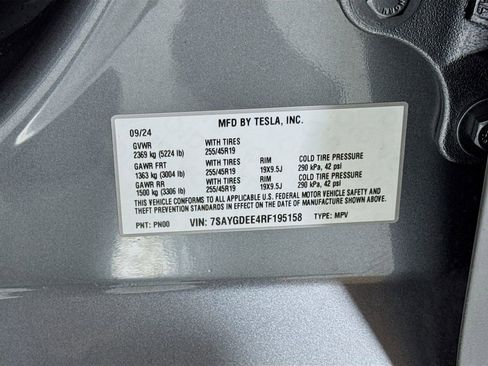 MFD BY TESLA, INC.
09/24
GVWR WITH TIRES
2369 kg (5224 lb) 255/45R19
GAWR FRT WITH TIRES RIM COLD TIRE PRESSURE
1363 kg (3004 lb) 255/45R19 19X9.5J 290 kPa, 42 psi
GAWR RR WITH TIRES RIM COLD TIRE PRESSURE
1500 kg (3306 lb) 255/45R19 19X9.5J 290 kPa, 42 psi
THIS VEHICLE CONFORMS TO ALL APPLICABLE U.S. FEDERAL MOTOR VEHICLE SAFETY AND
THEFT PREVENTION STANDARDS IN EFFECT ON THE DATE OF MANUFACTURE SHOWN ABOVE.
PNT: PN00 VIN: 7SAYGDEE4RF195158 TYPE: MPV